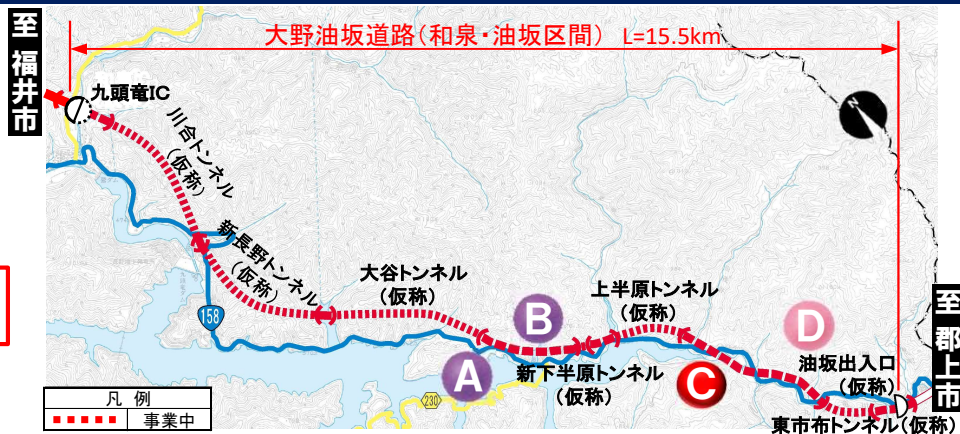 大野油坂道路(和泉・油坂区間) L=15.5km
至 福井市
九頭竜IC
川合トンネル
(仮称)
新長野トンネル
(仮称)
大谷トンネル
(仮称)
上半原トンネル
(仮称)
158
A
B
新下半原トンネル
(仮称)
C
D
油坂出入口
(仮称)
至 郡上市
230
東市布トンネル(仮称)
凡 例
事業中
N